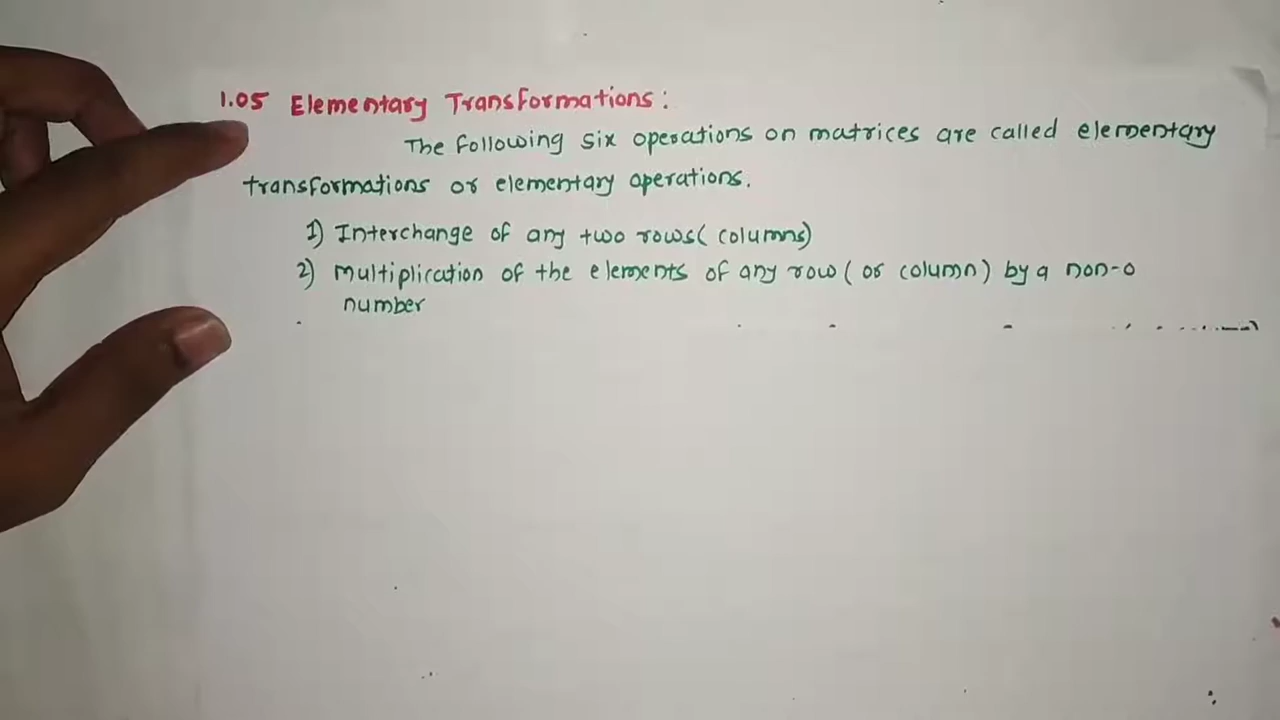 1.05 Elementary Transformations:
The following six operations on matrices are called elementary
transformations or elementary operations.
1) Interchange of any two rows( columns)
2) Multiplication of the elements of any row ( or column) by a non-0
number